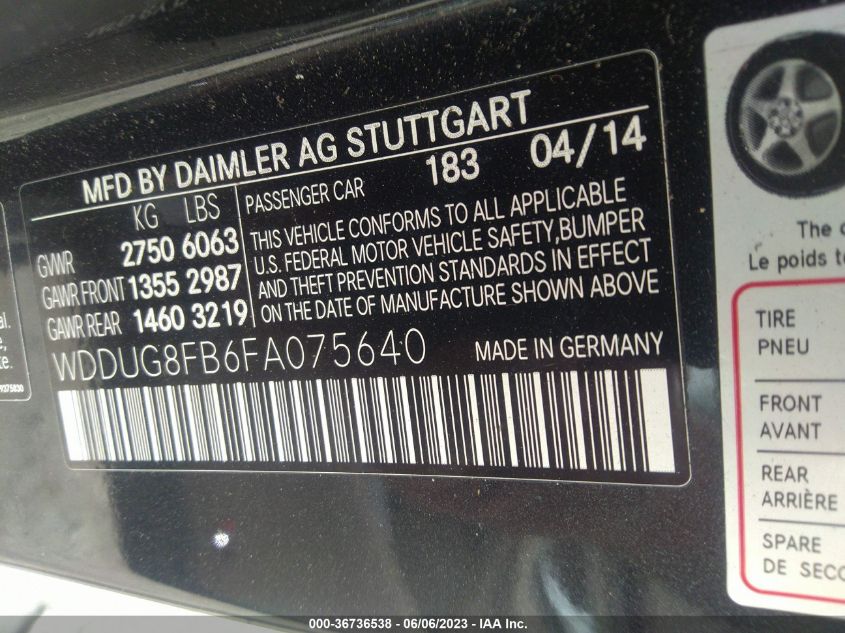 MFD BY DAIMLER AG STUTTGART
KG LBS
GVWR 2750 6063
GAWR FRONT 1355 2987
GAWR REAR 1460 3219
PASSENGER CAR 183 04/14
THIS VEHICLE CONFORMS TO ALL APPLICABLE
U.S. FEDERAL MOTOR VEHICLE SAFETY,BUMPER
AND THEFT PREVENTION STANDARDS IN EFFECT
ON THE DATE OF MANUFACTURE SHOWN ABOVE
WDDUG8FB6FA075640 MADE IN GERMANY
The
Le poids
TIRE
PNEU
FRONT
AVANT
REAR
ARRIÈRE
SPARE
DE
000-36736538 - 06/06/2023 - IAA Inc.